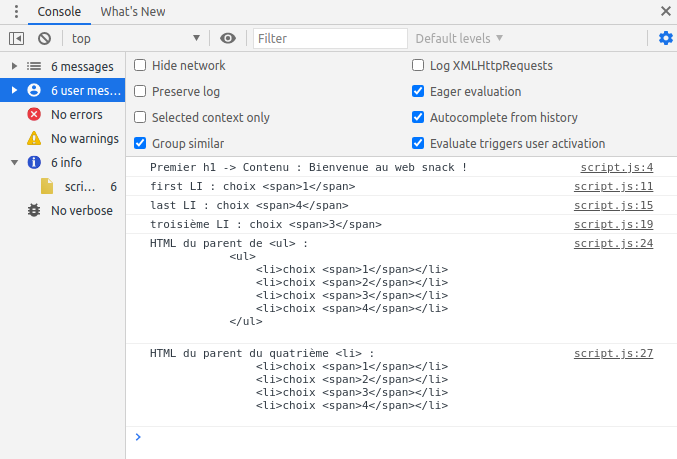 Console What's New
top Filter Default levels
6 messages
6 user mes...
No errors
No warnings
6 info
scri... 6
No verbose
Hide network Log XMLHttpRequests
Preserve log Eager evaluation
Selected context only Autocomplete from history
Group similar Evaluate triggers user activation
Premier h1 -> Contenu : Bienvenue au web snack ! script.js:4
first LI : choix <span>1</span> script.js:11
last LI : choix <span>4</span> script.js:15
troisième LI : choix <span>3</span> script.js:19
HTML du parent de <ul> : script.js:24
<ul>
<li>choix <span>1</span></li>
<li>choix <span>2</span></li>
<li>choix <span>3</span></li>
<li>choix <span>4</span></li>
</ul>
HTML du parent du quatrième <li> : script.js:27
<li>choix <span>1</span></li>
<li>choix <span>2</span></li>
<li>choix <span>3</span></li>
<li>choix <span>4</span></li>